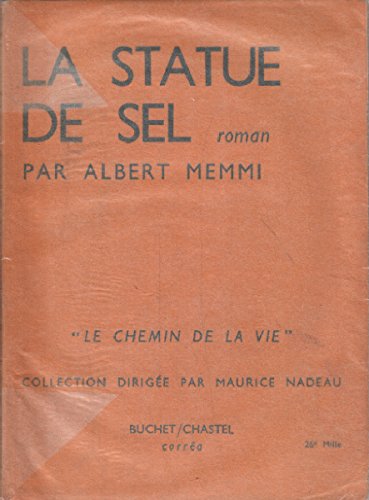 LA STATUE
DE SEL roman
PAR ALBERT MEMMI
"LE CHEMIN DE LA VIE"
COLLECTION DIRIGÉE PAR MAURICE NADEAU
BUCHET/CHASTEL
corrêa
26e Mille